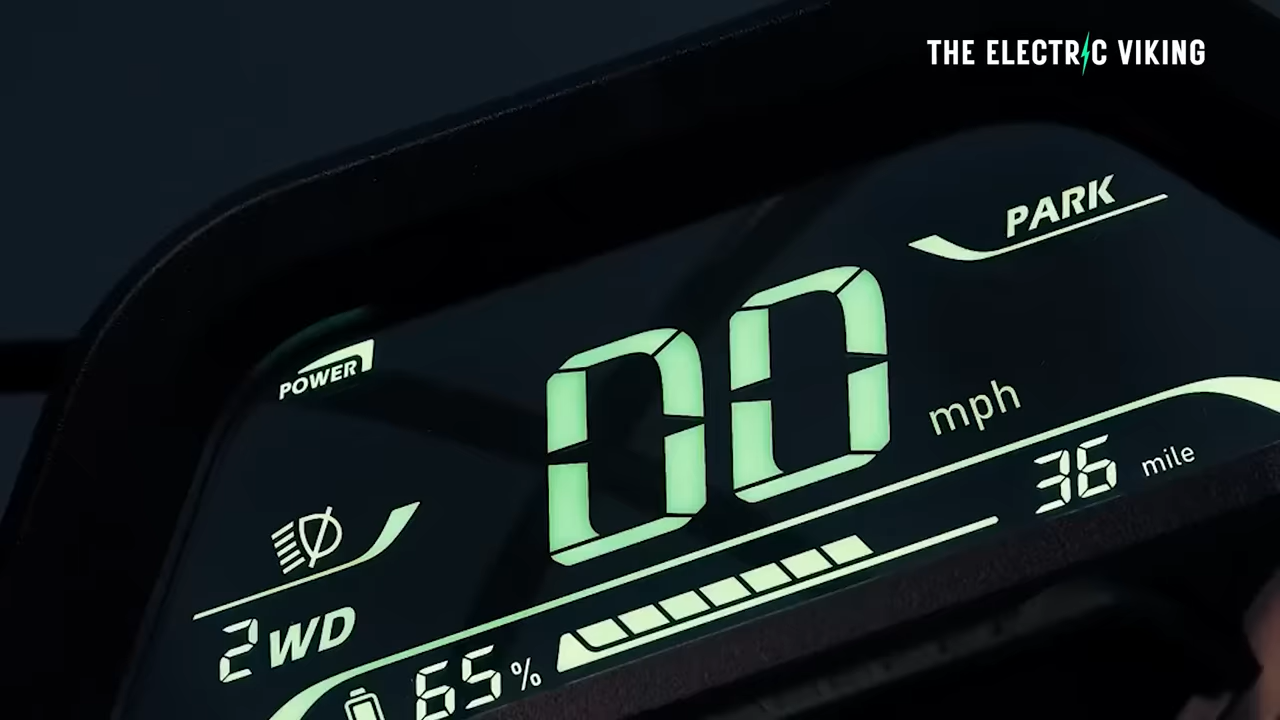 THE ELECTRIC VIKING
PARK
POWER
00 mph
36 mile
2WD
65%